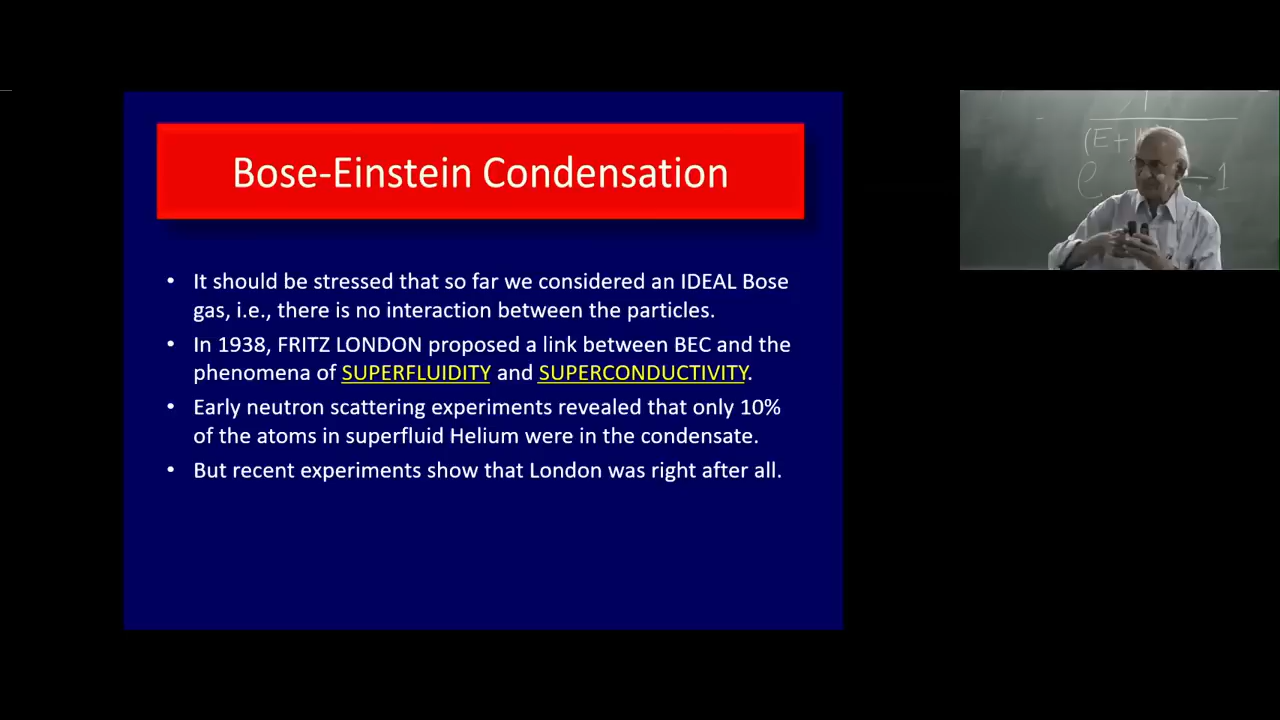 Bose-Einstein Condensation
• It should be stressed that so far we considered an IDEAL Bose
gas, i.e., there is no interaction between the particles.
• In 1938, FRITZ LONDON proposed a link between BEC and the
phenomena of SUPERFLUIDITY and SUPERCONDUCTIVITY.
• Early neutron scattering experiments revealed that only 10%
of the atoms in superfluid Helium were in the condensate.
• But recent experiments show that London was right after all.
(E+
e - 1